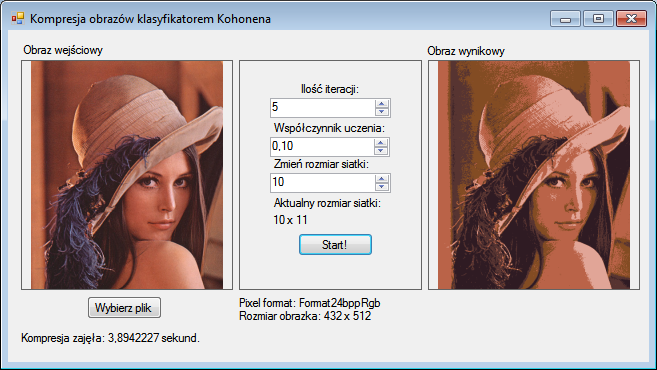 Kompresja obrazów klasyfikatorem Kohonena
Obraz wejściowy
Obraz wynikowy
Ilość iteracji:
5
Współczynnik uczenia:
0,10
Zmień rozmiar siatki:
10
Aktualny rozmiar siatki:
10 x 11
Start!
Wybierz plik
Pixel format: Format24bppRgb
Rozmiar obrazka: 432 x 512
Kompresja zajęła: 3,8942227 sekund.